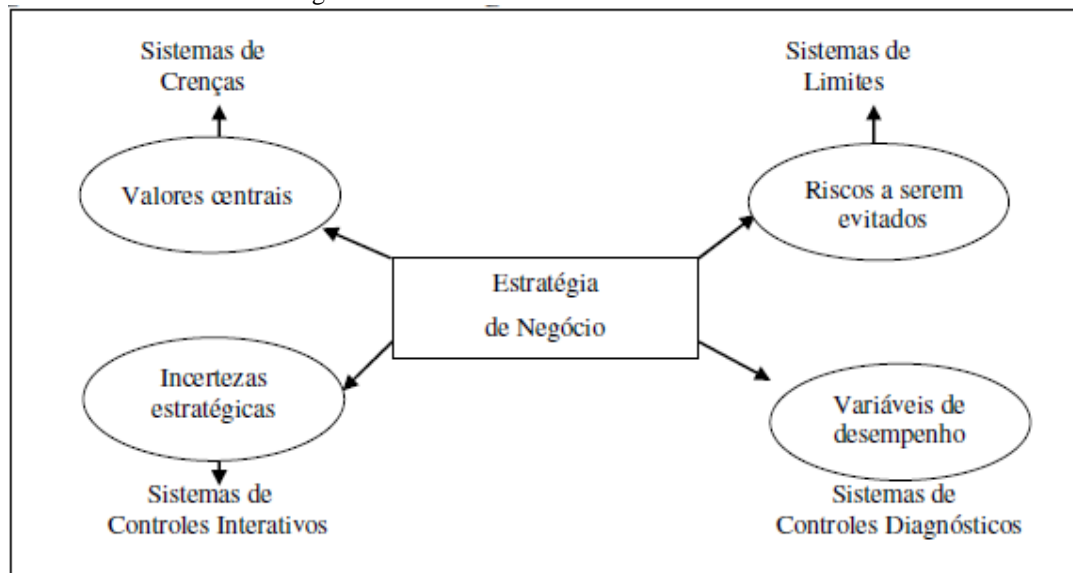 Sistemas de
Crenças
Sistemas de
Limites
Valores centrais
Riscos a serem
evitados
Estratégia
de Negócio
Incertezas
estratégicas
Variáveis de
desempenho
Sistemas de
Controles Interativos
Sistemas de
Controles Diagnósticos